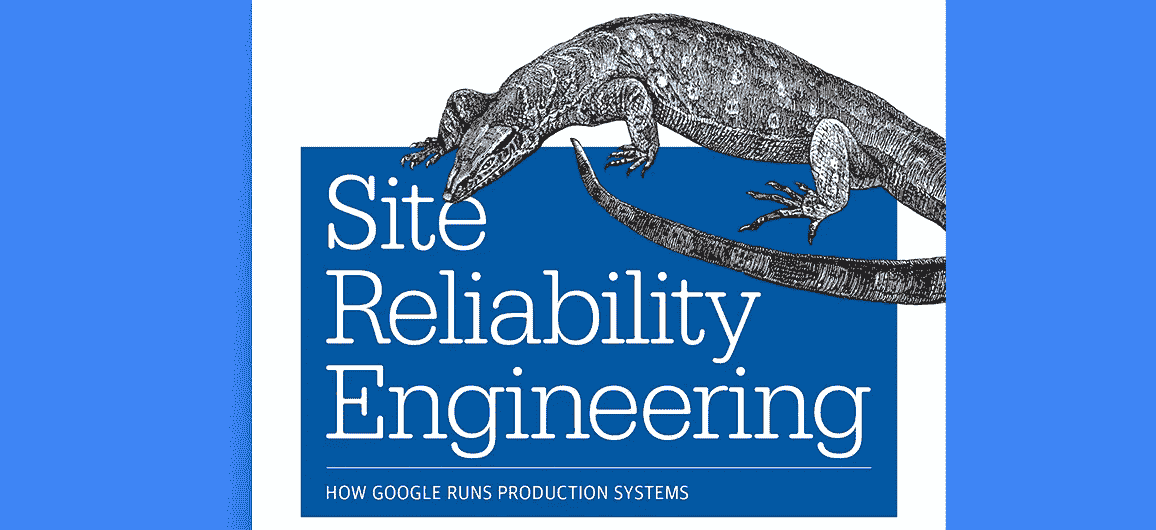 Site
Reliability
Engineering
HOW GOOGLE RUNS PRODUCTION SYSTEMS